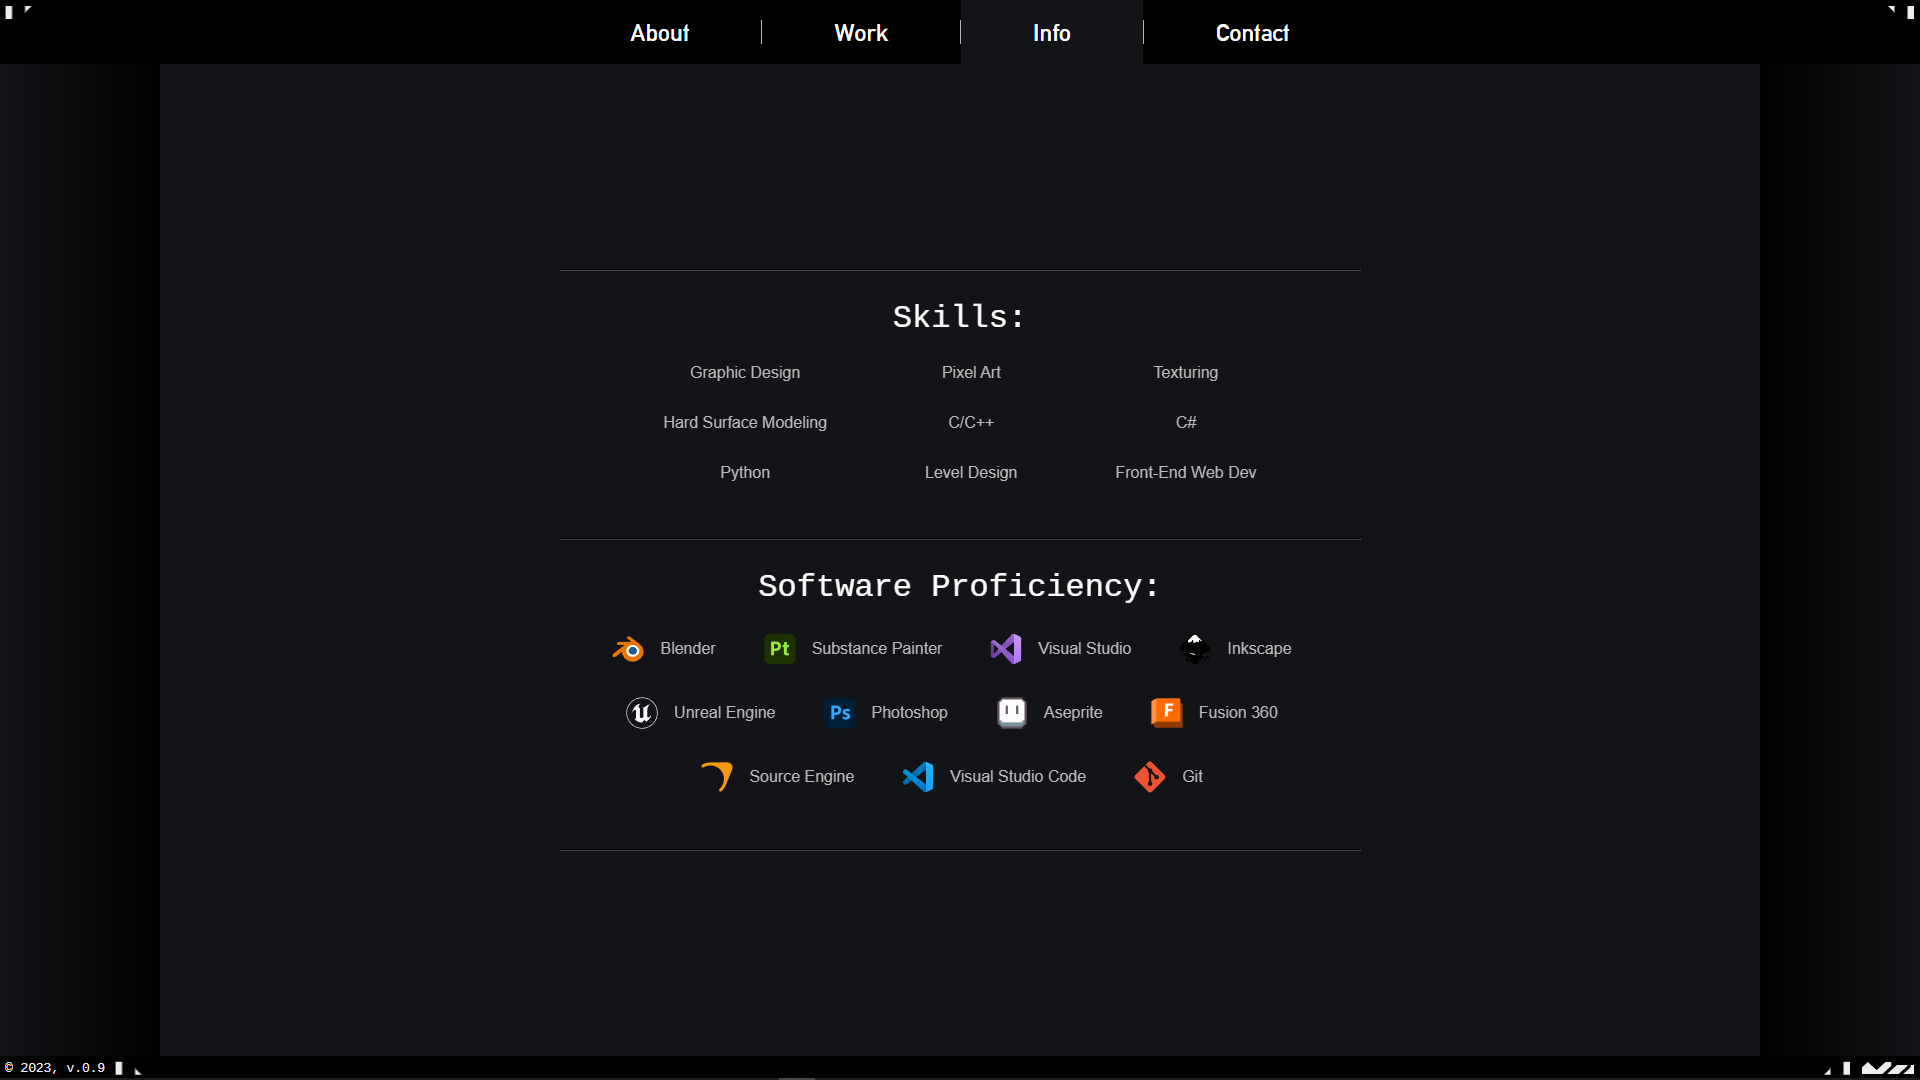 About Work Info Contact
Skills:
Graphic Design Pixel Art Texturing
Hard Surface Modeling C/C++ C#
Python Level Design Front-End Web Dev
Software Proficiency:
Blender Pt Substance Painter Visual Studio Inkscape
Unreal Engine Ps Photoshop Aseprite F Fusion 360
Source Engine Visual Studio Code Git
© 2023, v.0.9